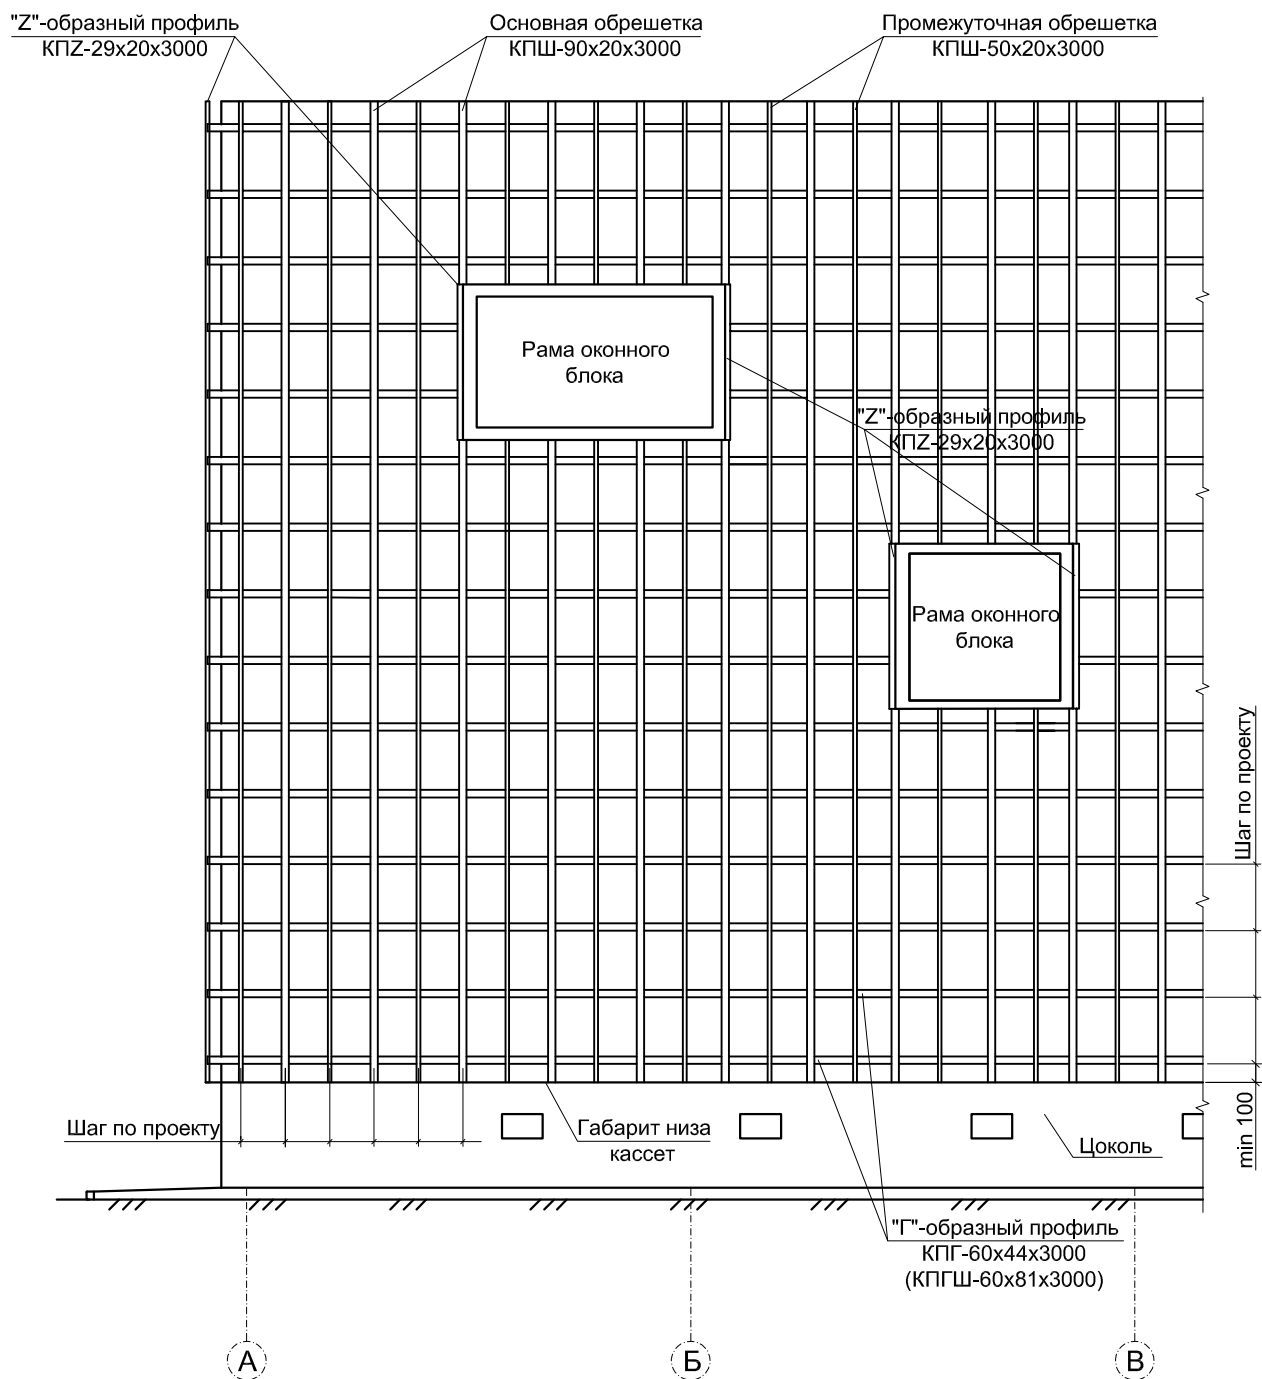 "Z"-образный профиль
КПZ-29х20х3000
Основная обрешетка
КПШ-90х20х3000
Промежуточная обрешетка
КПШ-50х20х3000
Рама оконного
блока
"Z"-образный профиль
КПZ-29х20х3000
Рама оконного
блока
Шаг по проекту
min 100
Шаг по проекту
Габарит низа
кассет
Цоколь
"Г"-образный профиль
КПГ-60х44х3000
(КПГШ-60х81х3000)
А
Б
В